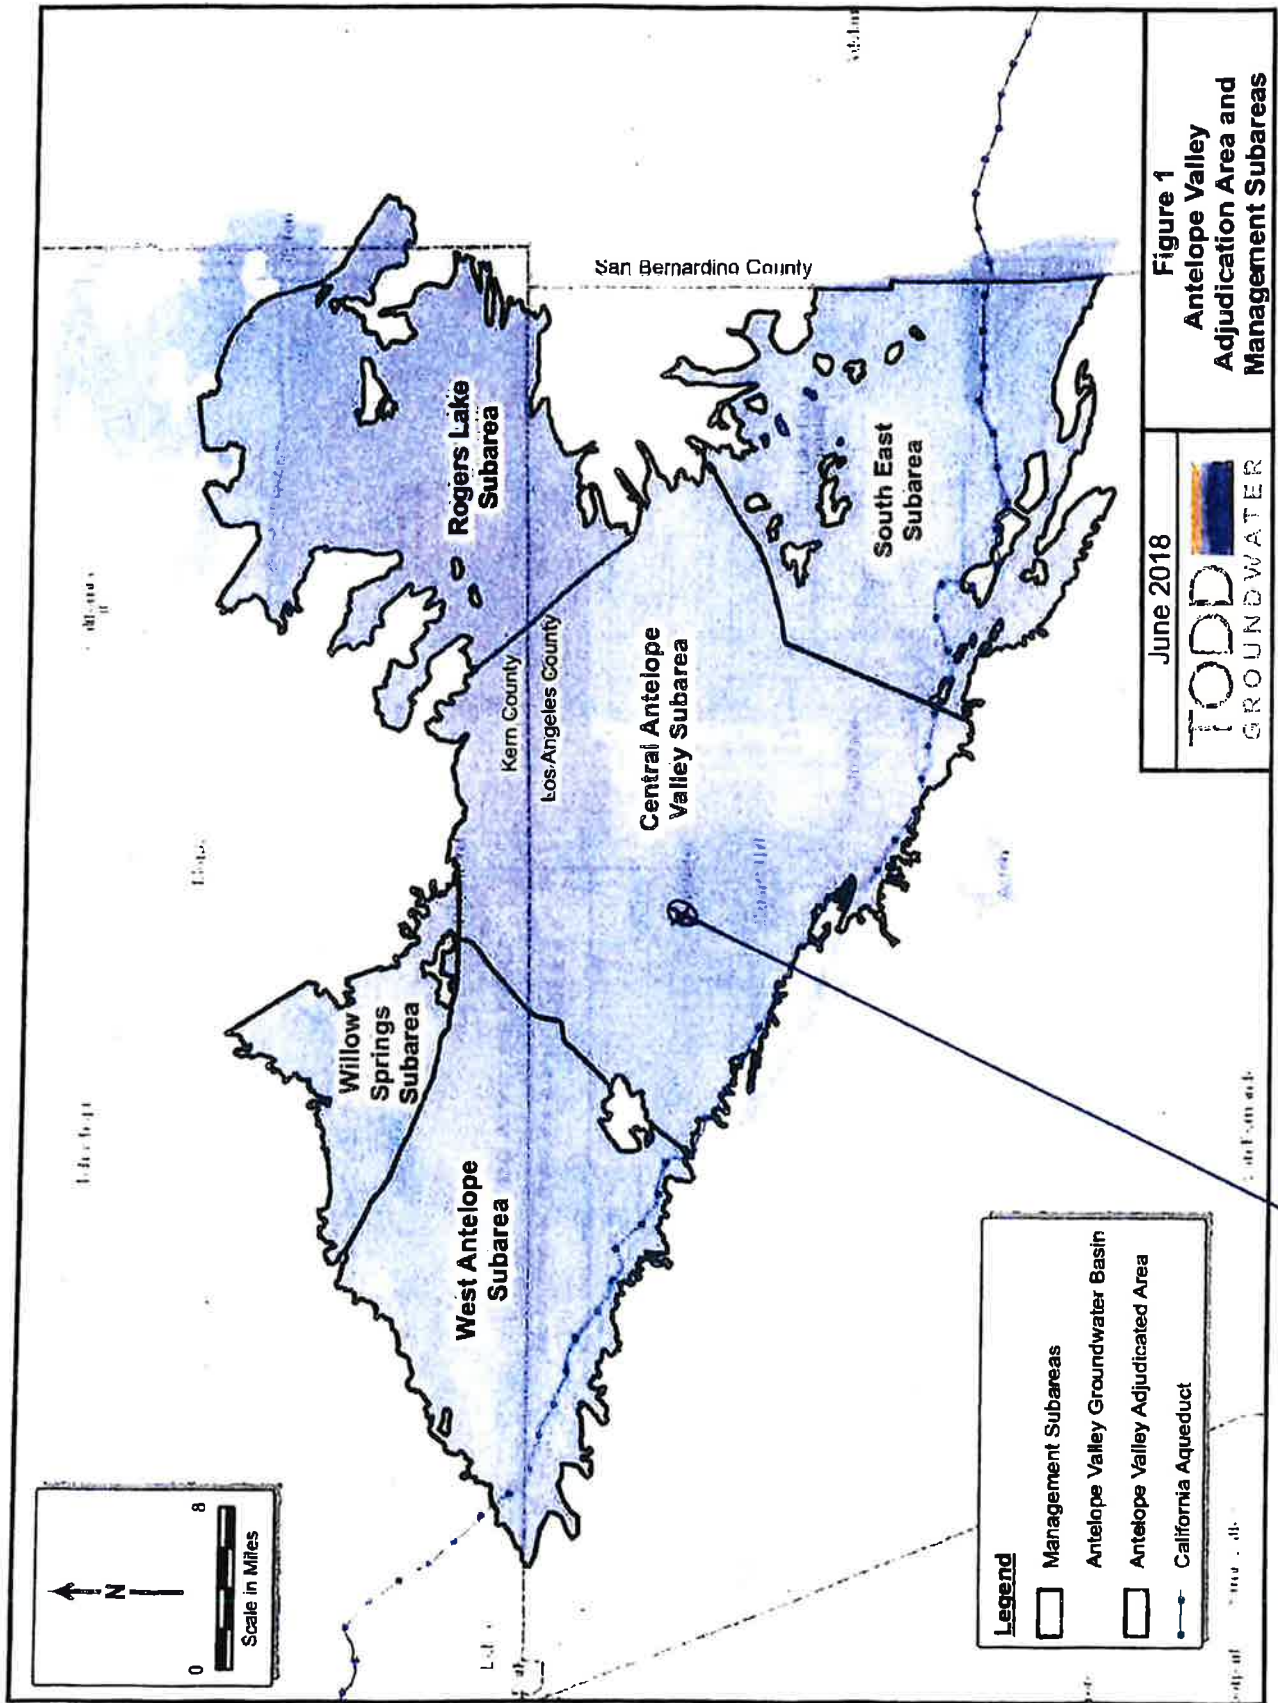 N
0 8
Scale in Miles
Willow
Springs
Subarea
West Antelope
Subarea
Rogers Lake
Subarea
Kern County
Los Angeles County
San Bernardino County
Central Antelope
Valley Subarea
South East
Subarea
Legend
Management Subareas
Antelope Valley Groundwater Basin
Antelope Valley Adjudicated Area
California Aqueduct
June 2018
TODD
GROUNDWATER
Figure 1
Antelope Valley
Adjudication Area and
Management Subareas